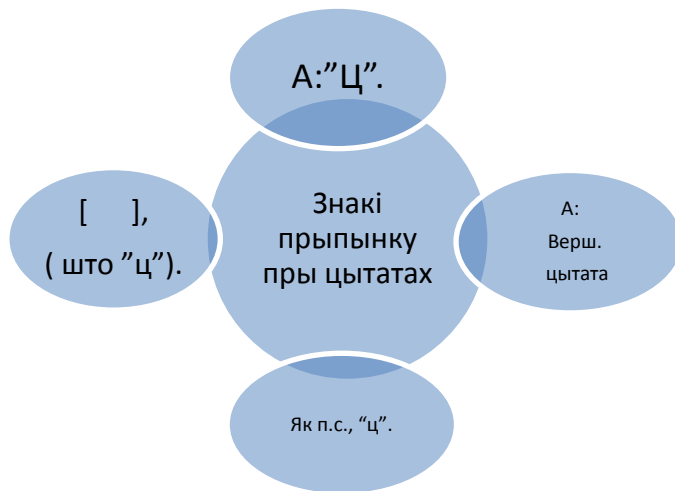 А:”Ц”.
[ ],
( што ”ц”).
Знакі
прыпынку
пры цытатах
А:
Верш.
цытата
Як п.с., “ц”.